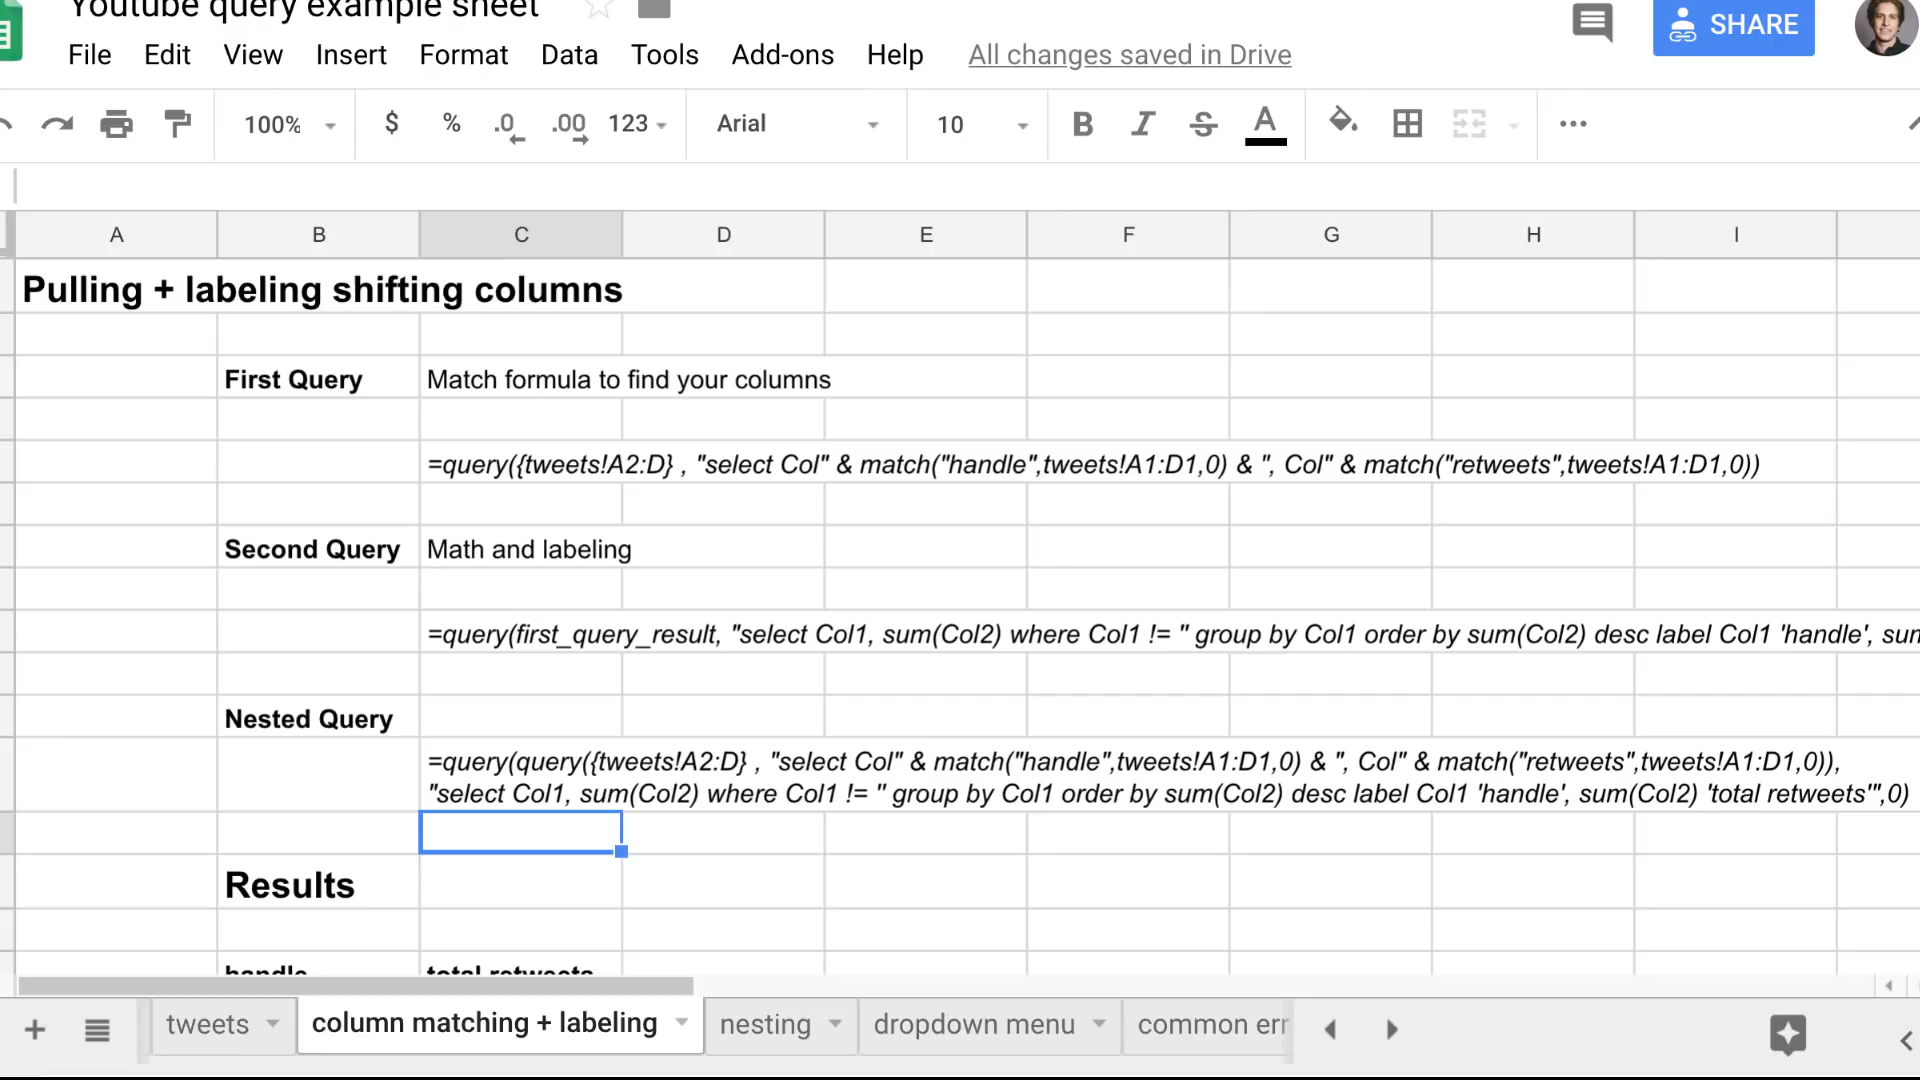 Youtube query example sheet
SHARE
File Edit View Insert Format Data Tools Add-ons Help All changes saved in Drive
100% $ % .0 .00 123 Arial 10 B I S A
A B C D E F G H I
Pulling + labeling shifting columns
First Query Match formula to find your columns
=query({tweets!A2:D} , "select Col" & match("handle",tweets!A1:D1,0) & ", Col" & match("retweets",tweets!A1:D1,0))
Second Query Math and labeling
=query(first_query_result, "select Col1, sum(Col2) where Col1 != '' group by Col1 order by sum(Col2) desc label Col1 'handle', sum
Nested Query
=query(query({tweets!A2:D} , "select Col" & match("handle",tweets!A1:D1,0) & ", Col" & match("retweets",tweets!A1:D1,0)),
"select Col1, sum(Col2) where Col1 != '' group by Col1 order by sum(Col2) desc label Col1 'handle', sum(Col2) 'total retweets'",0)
Results
handle total retweets
tweets column matching + labeling nesting dropdown menu common err